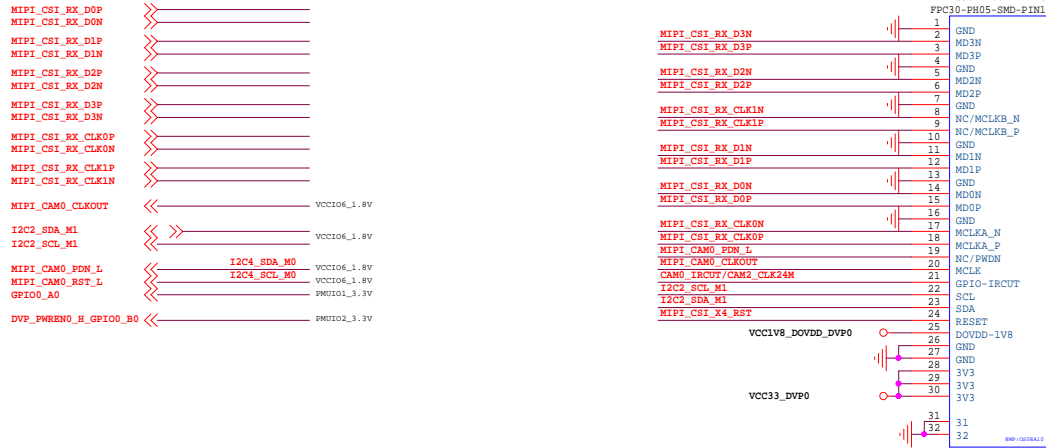 MIPI_CSI_RX_D0P
MIPI_CSI_RX_D0N
MIPI_CSI_RX_D1P
MIPI_CSI_RX_D1N
MIPI_CSI_RX_D2P
MIPI_CSI_RX_D2N
MIPI_CSI_RX_D3P
MIPI_CSI_RX_D3N
MIPI_CSI_RX_CLK0P
MIPI_CSI_RX_CLK0N
MIPI_CSI_RX_CLK1P
MIPI_CSI_RX_CLK1N
MIPI_CAM0_CLKOUT VCCIO6_1.8V
I2C2_SDA_M1
VCCIO6_1.8V
I2C2_SCL_M1
I2C4_SDA_M0
MIPI_CAM0_PDN_L VCCIO6_1.8V
I2C4_SCL_M0
MIPI_CAM0_RST_L VCCIO6_1.8V
GPIO0_A0 PMUIO1_3.3V
DVP_PWREN0_H_GPIO0_B0 PMUIO2_3.3V
FPC30-PH05-SMD-PIN1
1 GND
MIPI_CSI_RX_D3N 2 MD3N
MIPI_CSI_RX_D3P 3 MD3P
4 GND
MIPI_CSI_RX_D2N 5 MD2N
MIPI_CSI_RX_D2P 6 MD2P
7 GND
MIPI_CSI_RX_CLK1N 8 NC/MCLKB_N
MIPI_CSI_RX_CLK1P 9 NC/MCLKB_P
10 GND
MIPI_CSI_RX_D1N 11 MD1N
MIPI_CSI_RX_D1P 12 MD1P
13 GND
MIPI_CSI_RX_D0N 14 MD0N
MIPI_CSI_RX_D0P 15 MD0P
16 GND
MIPI_CSI_RX_CLK0N 17 MCLKA_N
MIPI_CSI_RX_CLK0P 18 MCLKA_P
MIPI_CAM0_PDN_L 19 NC/PWDN
MIPI_CAM0_CLKOUT 20 MCLK
CAM0_IRCUT/CAM2_CLK24M 21 GPIO-IRCUT
I2C2_SCL_M1 22 SCL
I2C2_SDA_M1 23 SDA
MIPI_CSI_X4_RST 24 RESET
VCC1V8_DOVDD_DVP0 25 DOVDD-1V8
26 GND
27 GND
28 3V3
29 3V3
VCC33_DVP0 30 3V3
31 31
32 32